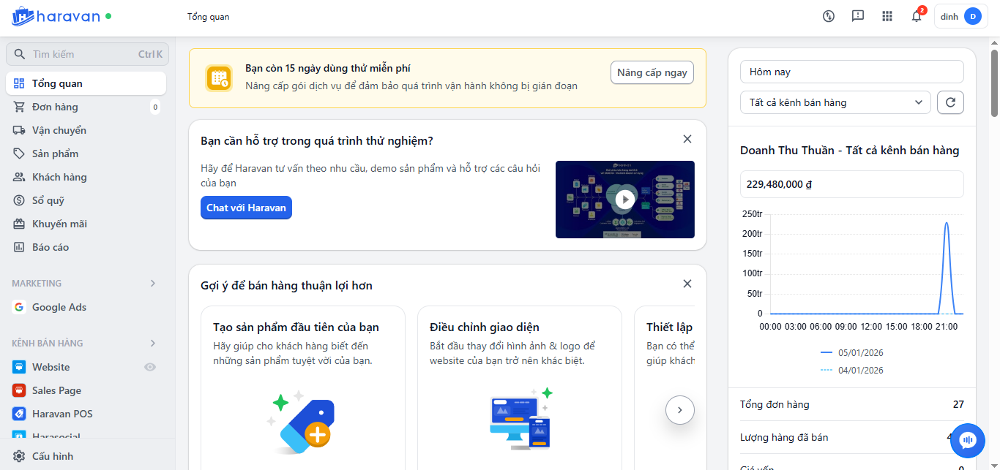 haravan
Tổng quan
2
dinh
D
Tìm kiếm
Ctrl K
Tổng quan
Đơn hàng
0
Vận chuyển
Sản phẩm
Khách hàng
Sổ quỹ
Khuyến mãi
Báo cáo
MARKETING
Google Ads
KÊNH BÁN HÀNG
Website
Sales Page
Haravan POS
Harasocial
Cấu hình
Bạn còn 15 ngày dùng thử miễn phí
Nâng cấp gói dịch vụ để đảm bảo quá trình vận hành không bị gián đoạn
Nâng cấp ngay
Bạn cần hỗ trợ trong quá trình thử nghiệm?
Hãy để Haravan tư vấn theo nhu cầu, demo sản phẩm và hỗ trợ các câu hỏi
của bạn
Chat với Haravan
Gợi ý để bán hàng thuận lợi hơn
Tạo sản phẩm đầu tiên của bạn
Hãy giúp cho khách hàng biết đến
những sản phẩm tuyệt vời của bạn.
Điều chỉnh giao diện
Bắt đầu thay đổi hình ảnh & logo để
website của bạn trở nên khác biệt.
Thiết lập
Bạn có thể
giúp khách
Hôm nay
Tất cả kênh bán hàng
Doanh Thu Thuần - Tất cả kênh bán hàng
229,480,000 ₫
250tr
200tr
150tr
100tr
50tr
0
00:00 03:00 06:00 09:00 12:00 15:00 18:00 21:00
05/01/2026
04/01/2026
Tổng đơn hàng
27
Lượng hàng đã bán
Giá vốn
0